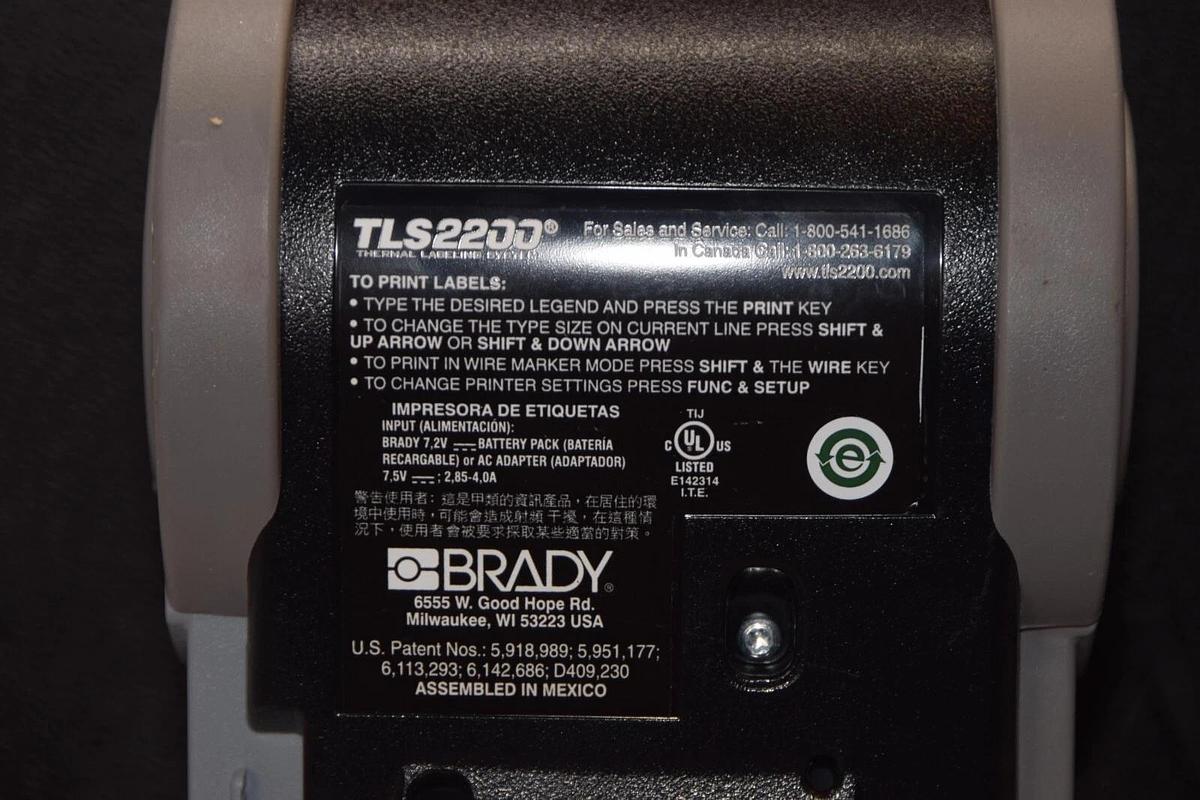 TLS2200®
THERMAL LABELING SYSTEM
For Sales and Service: Call: 1-800-541-1686
In Canada Call: 1-800-263-6179
www.tls2200.com
TO PRINT LABELS:
• TYPE THE DESIRED LEGEND AND PRESS THE PRINT KEY
• TO CHANGE THE TYPE SIZE ON CURRENT LINE PRESS SHIFT &
UP ARROW OR SHIFT & DOWN ARROW
• TO PRINT IN WIRE MARKER MODE PRESS SHIFT & THE WIRE KEY
• TO CHANGE PRINTER SETTINGS PRESS FUNC & SETUP
IMPRESORA DE ETIQUETAS
INPUT (ALIMENTACIÓN):
BRADY 7,2V ⎓ BATTERY PACK (BATERÍA
RECARGABLE) or AC ADAPTER (ADAPTADOR)
7,5V ⎓ ; 2,85-4,0A
TIJ
C UL US
LISTED
E142314
I.T.E.
e
警告使用者: 這是甲類的資訊產品，在居住的環
境中使用時，可能會造成射頻 干擾，在這種情
況下，使用者會被要求採取某些適當的對策。
BRADY®
6555 W. Good Hope Rd.
Milwaukee, WI 53223 USA
U.S. Patent Nos.: 5,918,989; 5,951,177;
6,113,293; 6,142,686; D409,230
ASSEMBLED IN MEXICO